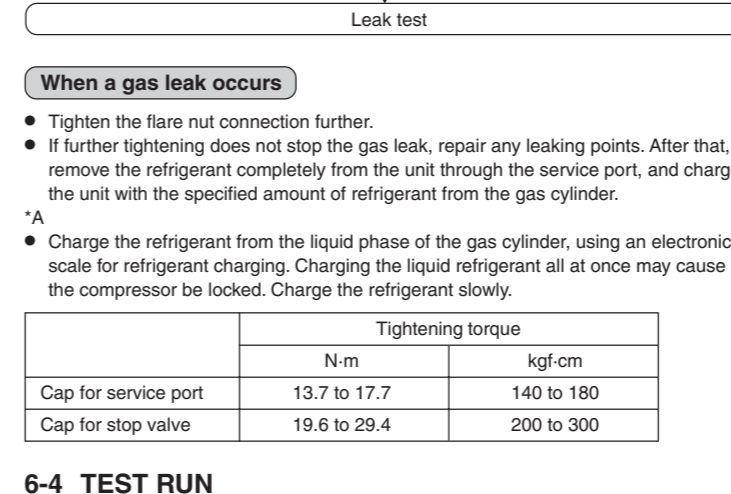 Leak test
When a gas leak occurs
● Tighten the flare nut connection further.
● If further tightening does not stop the gas leak, repair any leaking points. After that,
remove the refrigerant completely from the unit through the service port, and charg
the unit with the specified amount of refrigerant from the gas cylinder.
*A
● Charge the refrigerant from the liquid phase of the gas cylinder, using an electronic
scale for refrigerant charging. Charging the liquid refrigerant all at once may cause
the compressor be locked. Charge the refrigerant slowly.
Tightening torque
N·m kgf·cm
Cap for service port 13.7 to 17.7 140 to 180
Cap for stop valve 19.6 to 29.4 200 to 300
6-4 TEST RUN